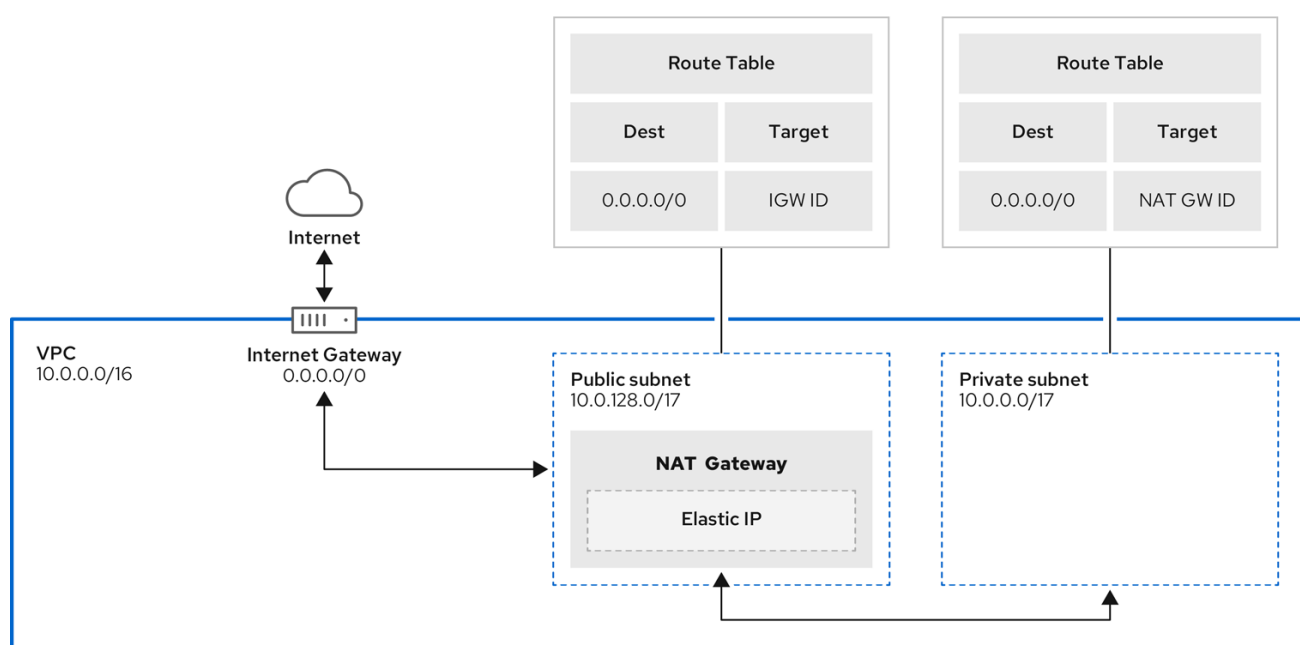 Route Table
Dest
Target
0.0.0.0/0
IGW ID
Route Table
Dest
Target
0.0.0.0/0
NAT GW ID
Internet
VPC
10.0.0.0/16
Internet Gateway
0.0.0.0/0
Public subnet
10.0.128.0/17
NAT Gateway
Elastic IP
Private subnet
10.0.0.0/17